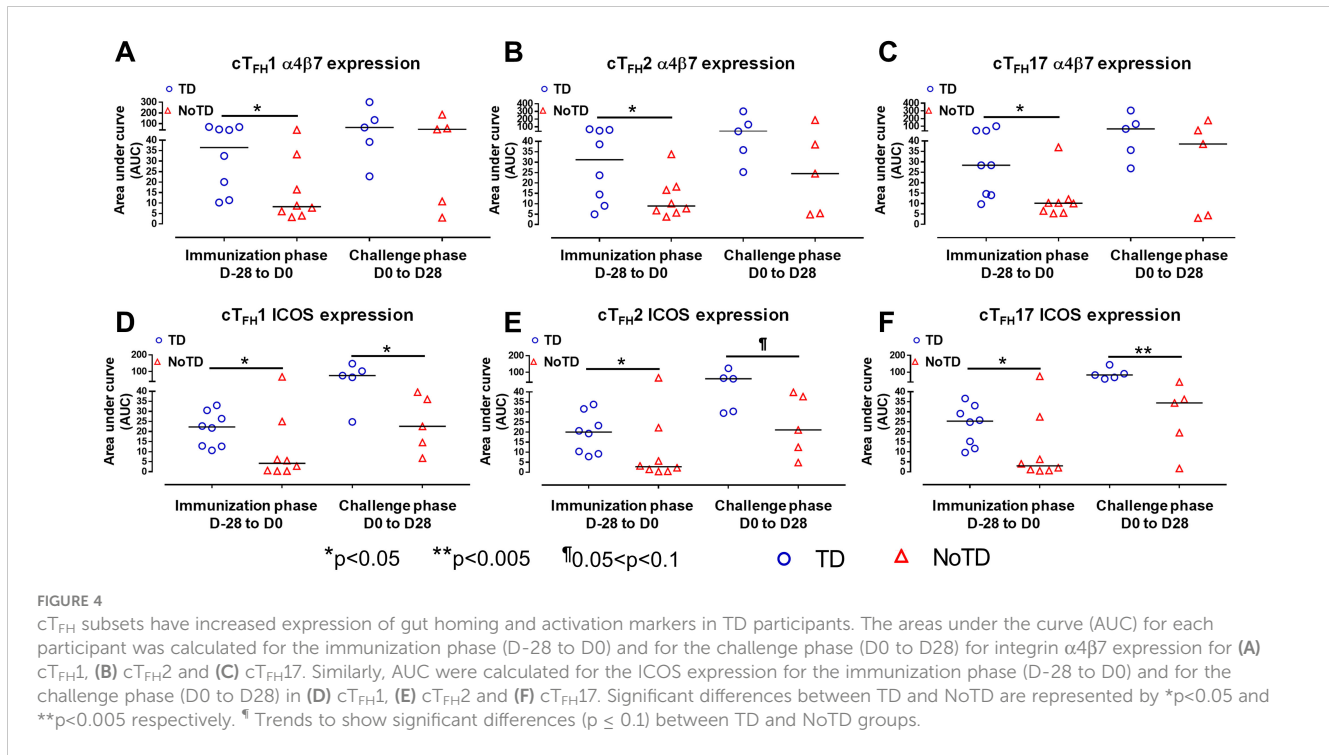 A
cTFH1 α4β7 expression
TD
NoTD
*
Area under curve
(AUC)
300
200
100
40
35
30
25
20
15
10
5
0
Immunization phase
D-28 to D0
Challenge phase
D0 to D28
B
cTFH2 α4β7 expression
TD
NoTD
*
Area under curve
(AUC)
400
300
200
100
40
35
30
25
20
15
10
5
0
Immunization phase
D-28 to D0
Challenge phase
D0 to D28
C
cTFH17 α4β7 expression
TD
NoTD
*
Area under curve
(AUC)
400
300
200
100
40
35
30
25
20
15
10
5
0
Immunization phase
D-28 to D0
Challenge phase
D0 to D28
D
cTFH1 ICOS expression
TD
NoTD
*
*
Area under curve
(AUC)
200
100
40
35
30
25
20
15
10
5
0
Immunization phase
D-28 to D0
Challenge phase
D0 to D28
E
cTFH2 ICOS expression
TD
NoTD
*
¶
Area under curve
(AUC)
200
100
40
35
30
25
20
15
10
5
0
Immunization phase
D-28 to D0
Challenge phase
D0 to D28
F
cTFH17 ICOS expression
TD
NoTD
*
**
Area under curve
(AUC)
200
100
40
35
30
25
20
15
10
5
0
Immunization phase
D-28 to D0
Challenge phase
D0 to D28
*p<0.05 **p<0.005 ¶0.05<p<0.1 TD NoTD
FIGURE 4
cTFH subsets have increased expression of gut homing and activation markers in TD participants. The areas under the curve (AUC) for each
participant was calculated for the immunization phase (D-28 to D0) and for the challenge phase (D0 to D28) for integrin α4β7 expression for (A)
cTFH1, (B) cTFH2 and (C) cTFH17. Similarly, AUC were calculated for the ICOS expression for the immunization phase (D-28 to D0) and for the
challenge phase (D0 to D28) in (D) cTFH1, (E) cTFH2 and (F) cTFH17. Significant differences between TD and NoTD are represented by *p<0.05 and
**p<0.005 respectively. ¶ Trends to show significant differences (p ≤ 0.1) between TD and NoTD groups.